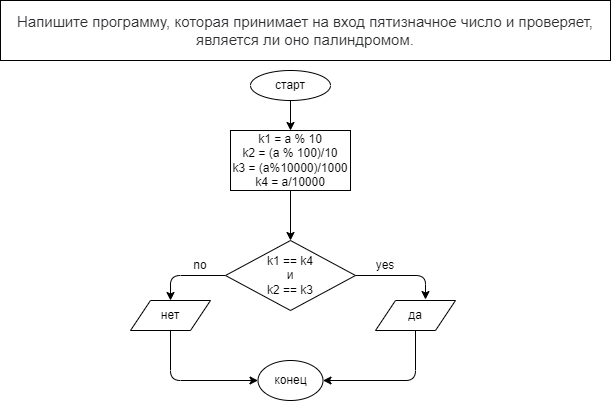 Напишите программу, которая принимает на вход пятизначное число и проверяет,
является ли оно палиндромом.
старт
k1 = a % 10
k2 = (a % 100)/10
k3 = (a%10000)/1000
k4 = a/10000
k1 == k4
и
k2 == k3
no
yes
нет
да
конец